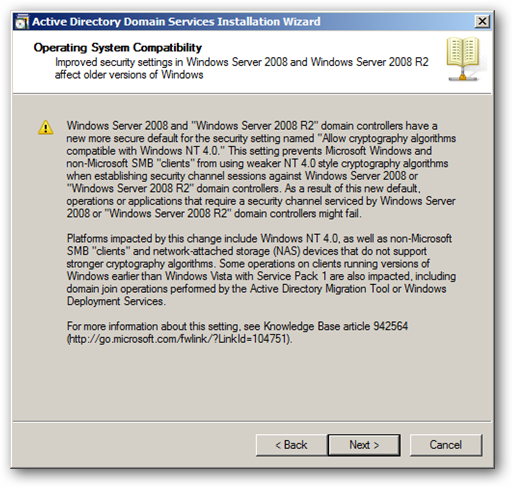 Active Directory Domain Services Installation Wizard
Operating System Compatibility
Improved security settings in Windows Server 2008 and Windows Server 2008 R2
affect older versions of Windows
Windows Server 2008 and "Windows Server 2008 R2" domain controllers have a
new more secure default for the security setting named "Allow cryptography algorithms
compatible with Windows NT 4.0." This setting prevents Microsoft Windows and
non-Microsoft SMB "clients" from using weaker NT 4.0 style cryptography algorithms
when establishing security channel sessions against Windows Server 2008 or
"Windows Server 2008 R2" domain controllers. As a result of this new default,
operations or applications that require a security channel serviced by Windows Server
2008 or "Windows Server 2008 R2" domain controllers might fail.
Platforms impacted by this change include Windows NT 4.0, as well as non-Microsoft
SMB "clients" and network-attached storage (NAS) devices that do not support
stronger cryptography algorithms. Some operations on clients running versions of
Windows earlier than Windows Vista with Service Pack 1 are also impacted, including
domain join operations performed by the Active Directory Migration Tool or Windows
Deployment Services.
For more information about this setting, see Knowledge Base article 942564
(http://go.microsoft.com/fwlink/?LinkId=104751).
< Back
Next >
Cancel